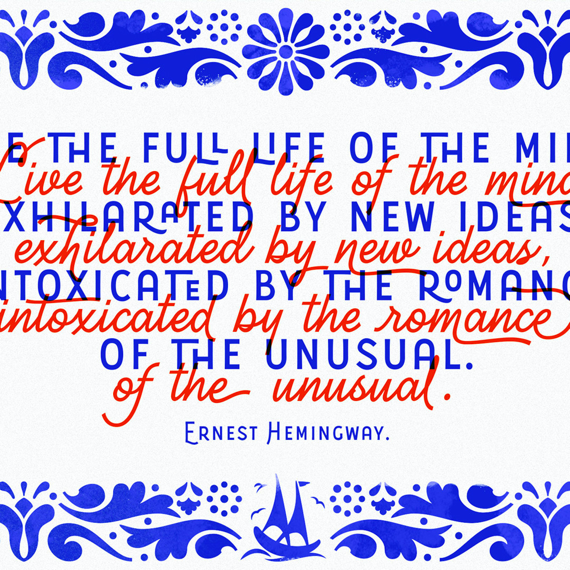 E THE FULL LIFE OF THE MIN
Live the full life of the mind
XHILARATED BY NEW IDEAS
exhilarated by new ideas,
NTOXICATED BY THE ROMANC
intoxicated by the romance
OF THE UNUSUAL.
of the unusual.
ERNEST HEMINGWAY.